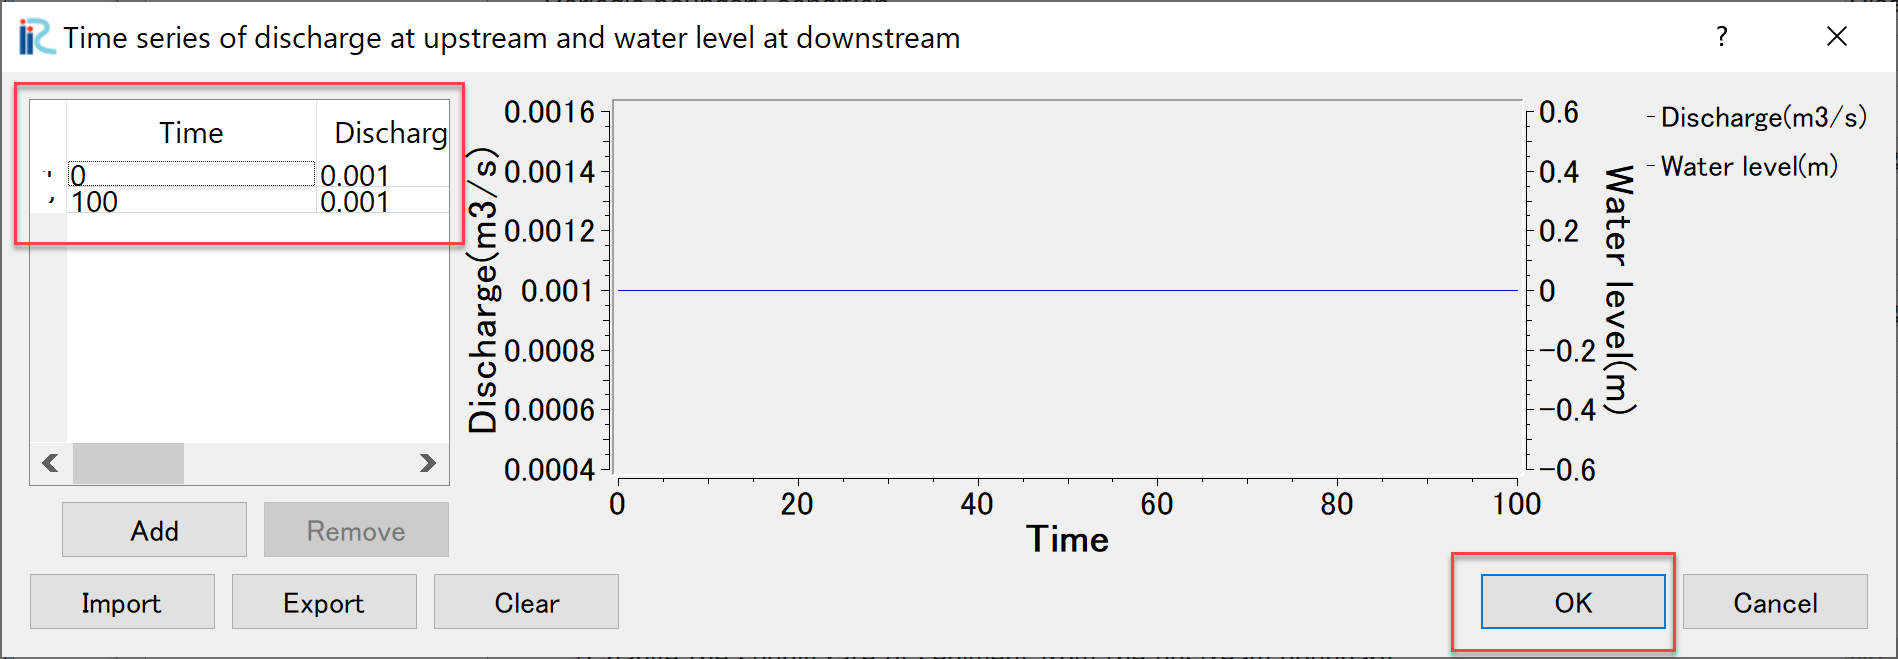 Time series of discharge at upstream and water level at downstream
?
Time Discharg
0 0.001
100 0.001
Add
Remove
Import
Export
Clear
Discharge(m3/s)
0.0016
0.0014
0.0012
0.001
0.0008
0.0006
0.0004
0 20 40 60 80 100
Time
0.6
0.4
0.2
0
-0.2
-0.4
-0.6
Water level(m)
Discharge(m3/s)
Water level(m)
OK
Cancel